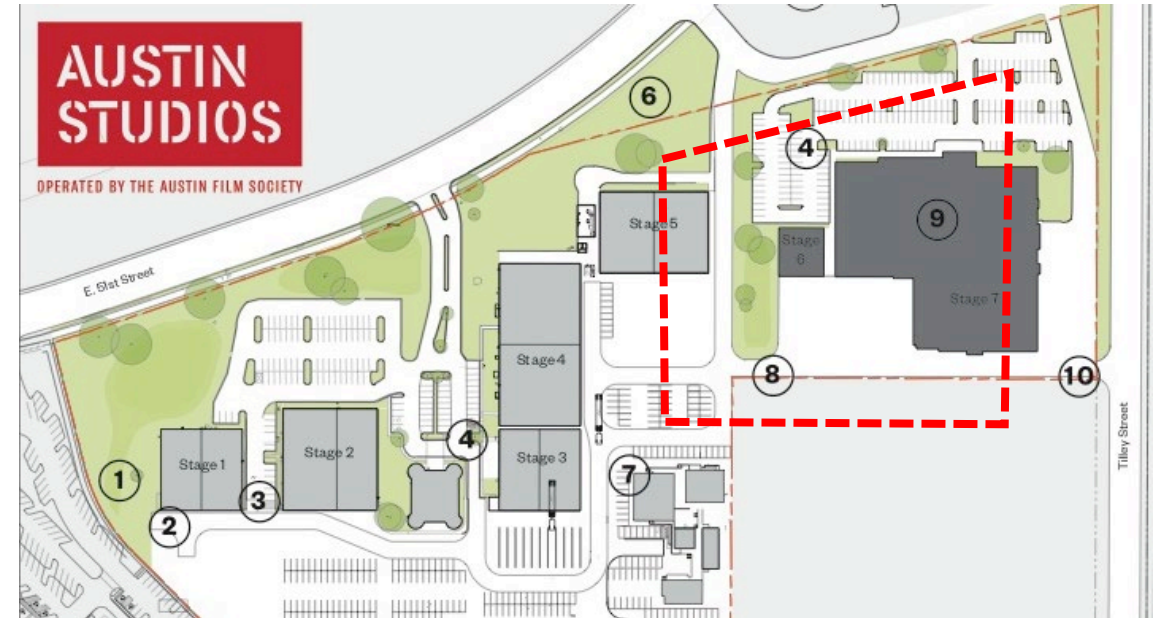 AUSTIN
STUDIOS
OPERATED BY THE AUSTIN FILM SOCIETY
6
4
Stage 5
9
Stage
6
E. 51st Street
Stage 7
Stage 4
8
10
Tilley Street
4
Stage 1
Stage 2
Stage 3
7
1
3
2